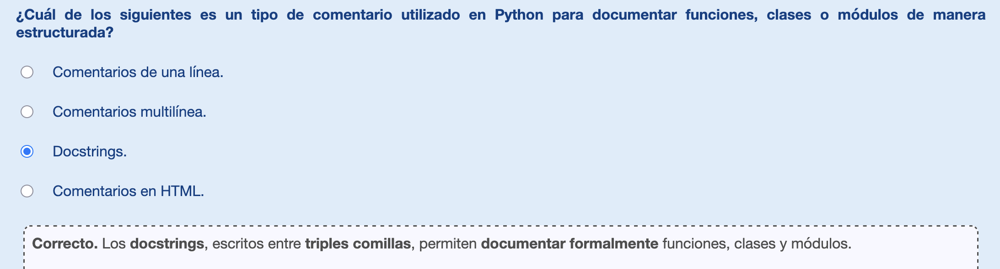 ¿Cuál de los siguientes es un tipo de comentario utilizado en Python para documentar funciones, clases o módulos de manera
estructurada?
Comentarios de una línea.
Comentarios multilínea.
Docstrings.
Comentarios en HTML.
Correcto. Los docstrings, escritos entre triples comillas, permiten documentar formalmente funciones, clases y módulos.